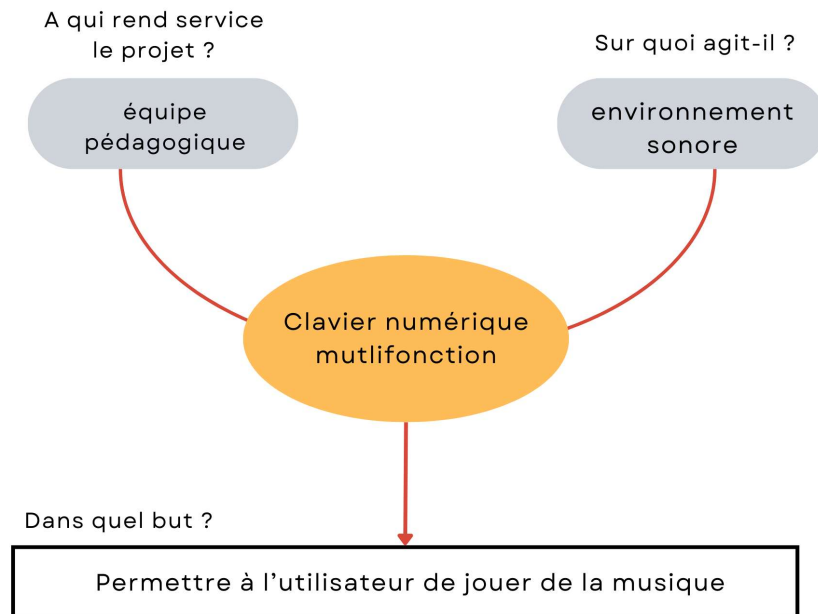 A qui rend service
le projet ?
Sur quoi agit-il ?
équipe
pédagogique
environnement
sonore
Clavier numérique
mutlifonction
Dans quel but ?
Permettre à l’utilisateur de jouer de la musique